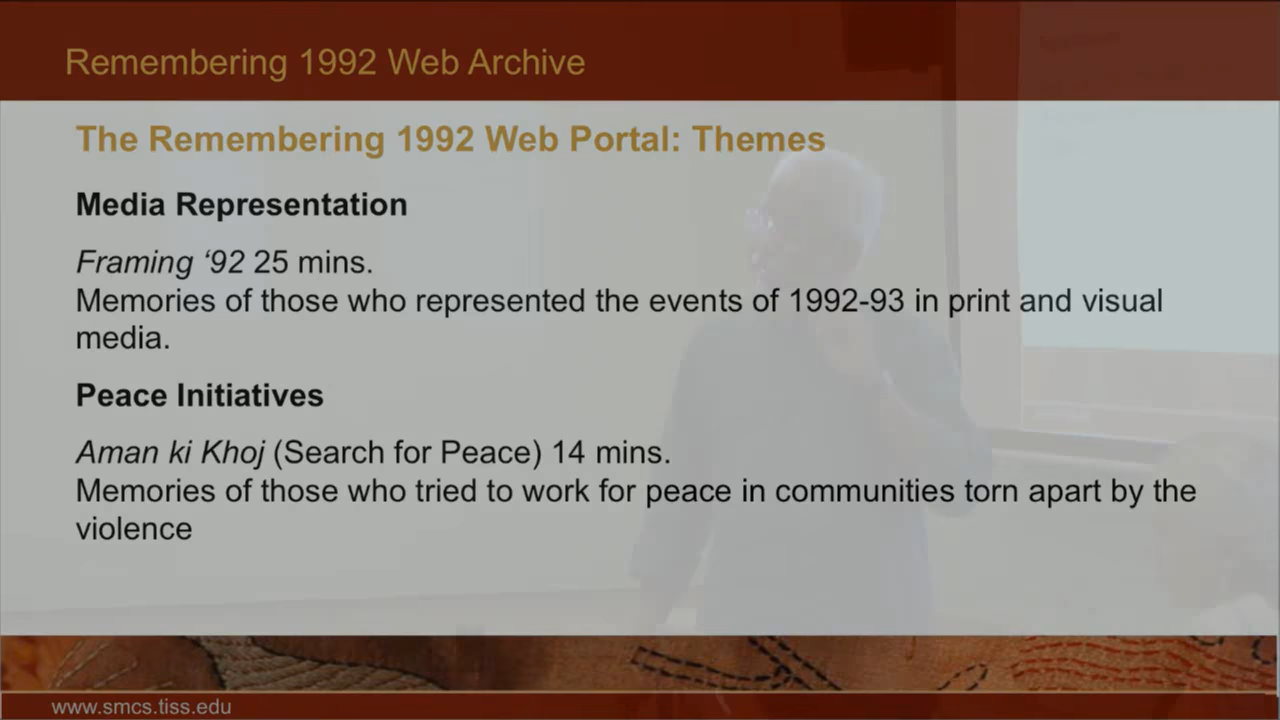 Remembering 1992 Web Archive
The Remembering 1992 Web Portal: Themes
Media Representation
Framing ‘92 25 mins.
Memories of those who represented the events of 1992-93 in print and visual
media.
Peace Initiatives
Aman ki Khoj (Search for Peace) 14 mins.
Memories of those who tried to work for peace in communities torn apart by the
violence
www.smcs.tiss.edu